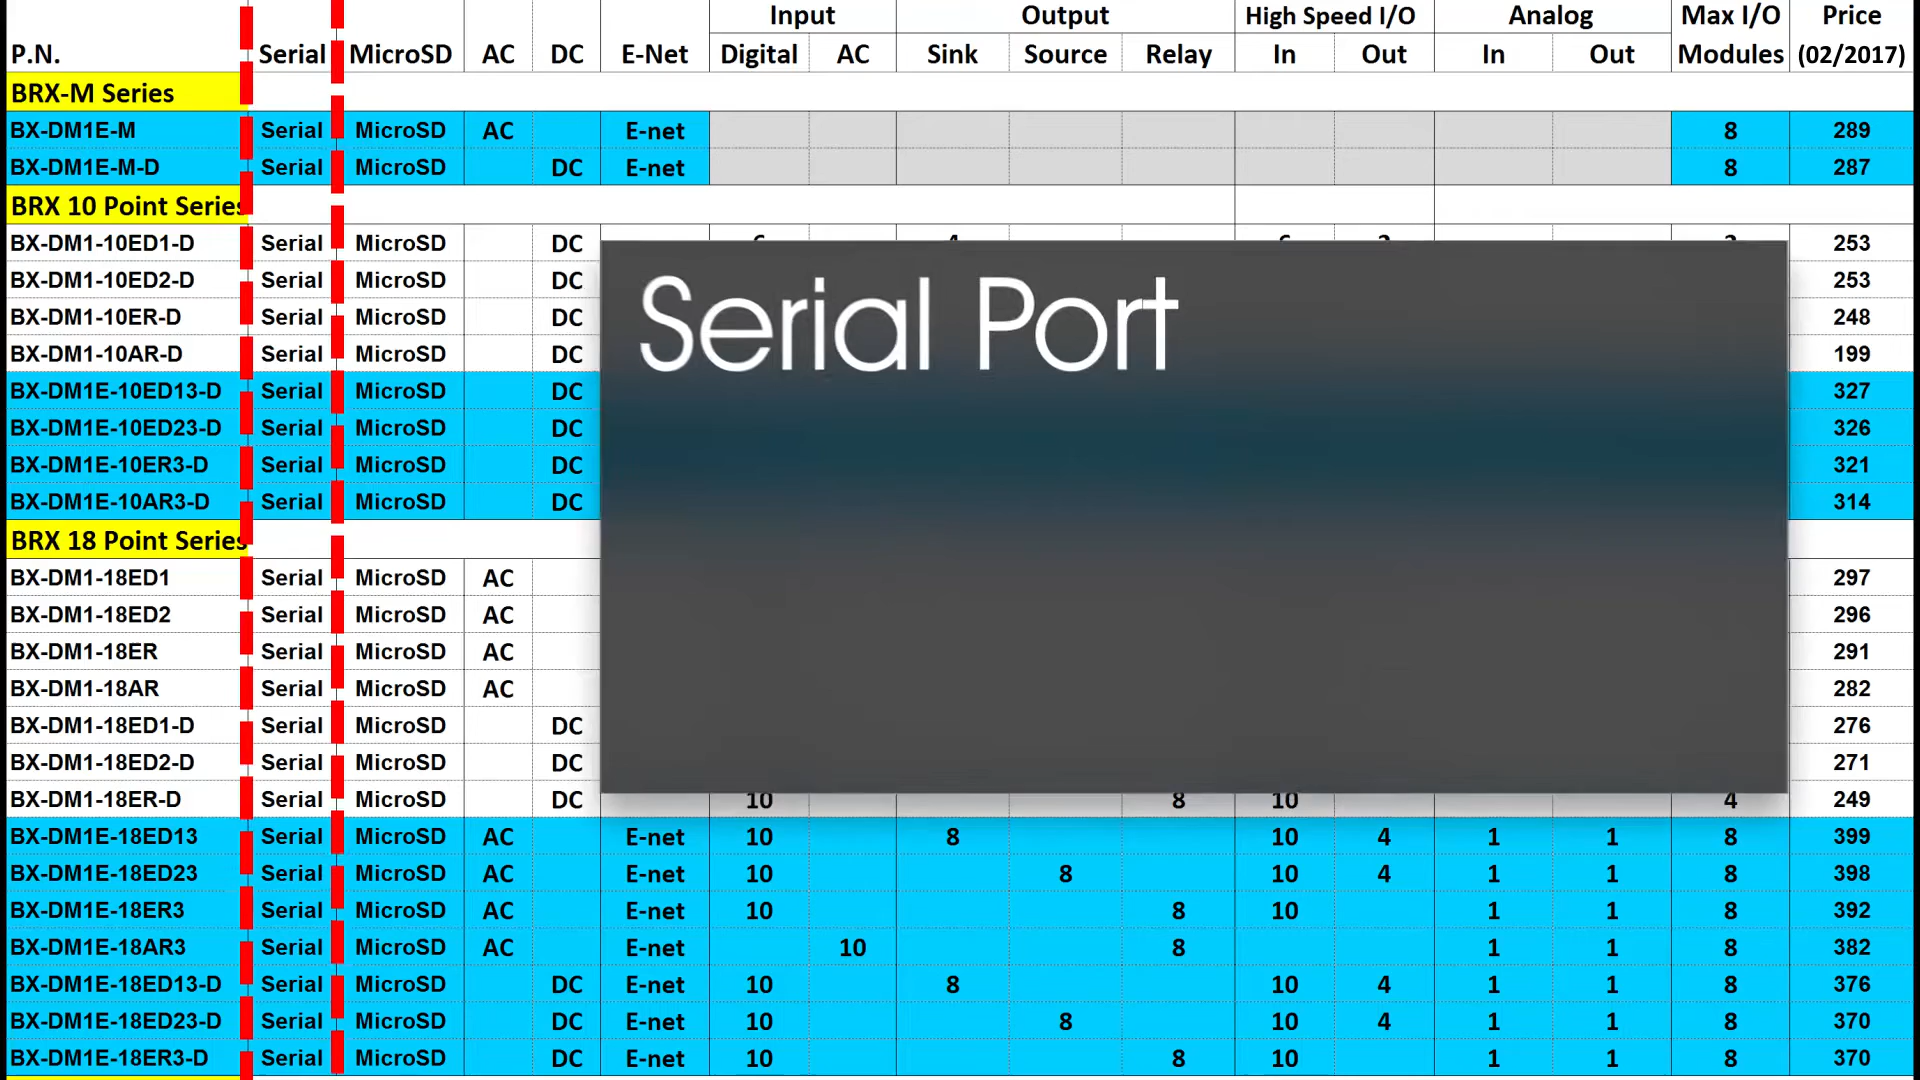 Input Output High Speed I/O Analog Max I/O Price
P.N. Serial MicroSD AC DC E-Net Digital AC Sink Source Relay In Out In Out Modules (02/2017)
BRX-M Series
BX-DM1E-M Serial MicroSD AC E-net 8 289
BX-DM1E-M-D Serial MicroSD DC E-net 8 287
BRX 10 Point Series
BX-DM1-10ED1-D Serial MicroSD DC 253
BX-DM1-10ED2-D Serial MicroSD DC 253
BX-DM1-10ER-D Serial MicroSD DC 248
Serial Port
BX-DM1-10AR-D Serial MicroSD DC 199
BX-DM1E-10ED13-D Serial MicroSD DC 327
BX-DM1E-10ED23-D Serial MicroSD DC 326
BX-DM1E-10ER3-D Serial MicroSD DC 321
BX-DM1E-10AR3-D Serial MicroSD DC 314
BRX 18 Point Series
BX-DM1-18ED1 Serial MicroSD AC 297
BX-DM1-18ED2 Serial MicroSD AC 296
BX-DM1-18ER Serial MicroSD AC 291
BX-DM1-18AR Serial MicroSD AC 282
BX-DM1-18ED1-D Serial MicroSD DC 276
BX-DM1-18ED2-D Serial MicroSD DC 271
BX-DM1-18ER-D Serial MicroSD DC 10 8 10 4 249
BX-DM1E-18ED13 Serial MicroSD AC E-net 10 8 10 4 1 1 8 399
BX-DM1E-18ED23 Serial MicroSD AC E-net 10 8 10 4 1 1 8 398
BX-DM1E-18ER3 Serial MicroSD AC E-net 10 8 10 1 1 8 392
BX-DM1E-18AR3 Serial MicroSD AC E-net 10 8 1 1 8 382
BX-DM1E-18ED13-D Serial MicroSD DC E-net 10 8 10 4 1 1 8 376
BX-DM1E-18ED23-D Serial MicroSD DC E-net 10 8 10 4 1 1 8 370
BX-DM1E-18ER3-D Serial MicroSD DC E-net 10 8 10 1 1 8 370